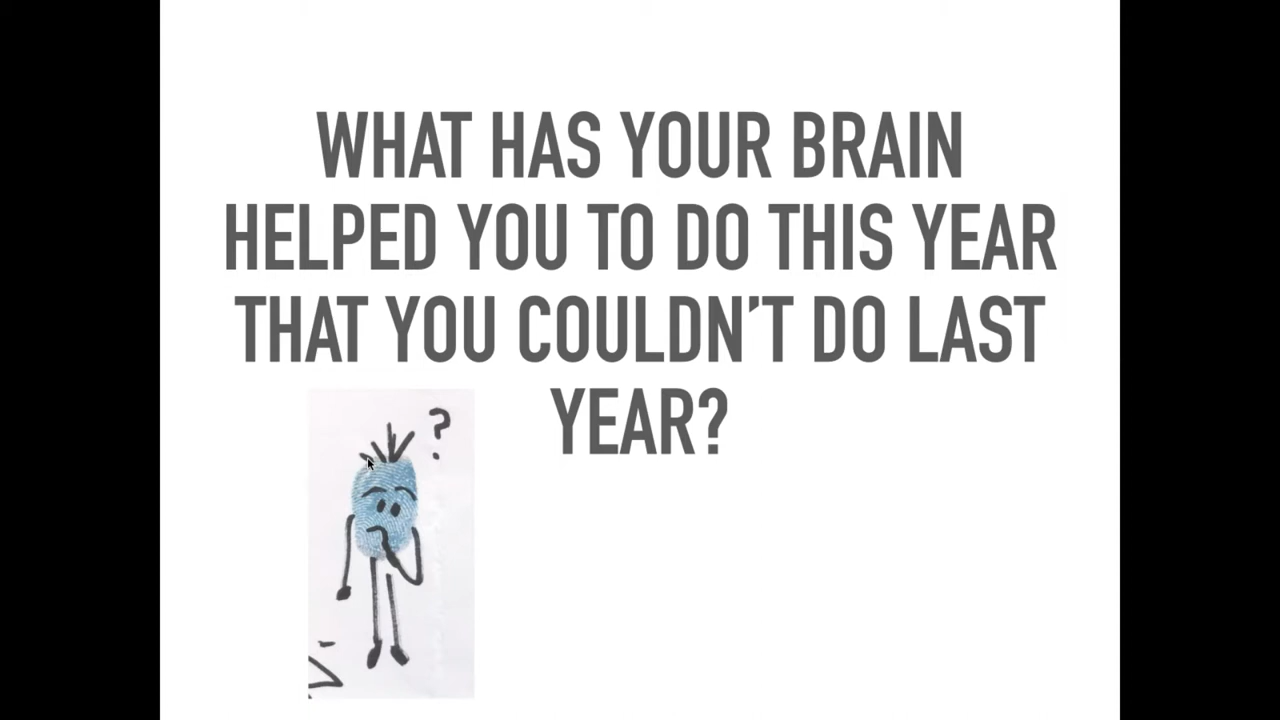 WHAT HAS YOUR BRAIN
HELPED YOU TO DO THIS YEAR
THAT YOU COULDN’T DO LAST
YEAR?
?